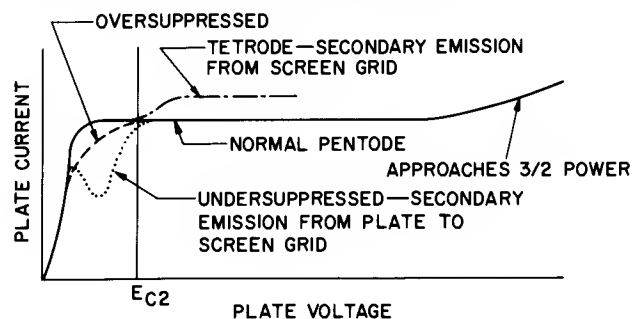 OVERSUPPRESSED
TETRODE—SECONDARY EMISSION
FROM SCREEN GRID
NORMAL PENTODE
APPROACHES 3/2 POWER
UNDERSUPPRESSED—SECONDARY
EMISSION FROM PLATE TO
SCREEN GRID
PLATE CURRENT
EC2
PLATE VOLTAGE